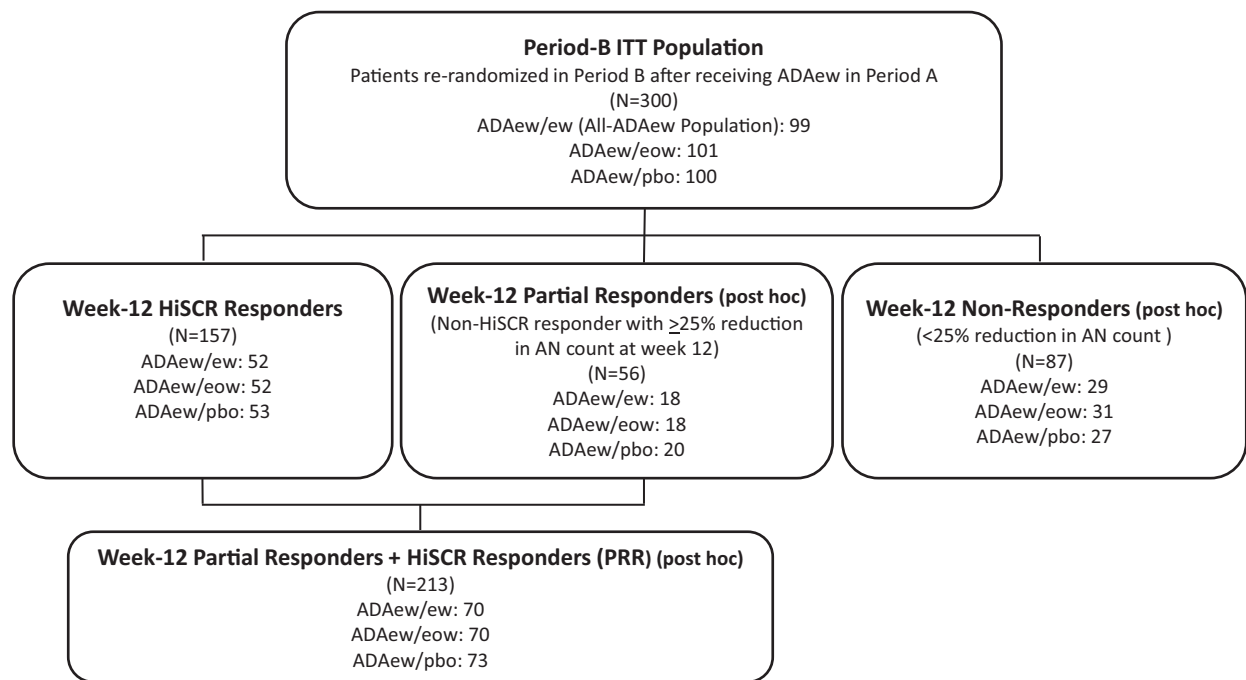 Period-B ITT Population
Patients re-randomized in Period B after receiving ADAew in Period A
(N=300)
ADAew/ew (All-ADAew Population): 99
ADAew/eow: 101
ADAew/pbo: 100
Week-12 HiSCR Responders
(N=157)
ADAew/ew: 52
ADAew/eow: 52
ADAew/pbo: 53
Week-12 Partial Responders (post hoc)
(Non-HiSCR responder with ≥25% reduction
in AN count at week 12)
(N=56)
ADAew/ew: 18
ADAew/eow: 18
ADAew/pbo: 20
Week-12 Non-Responders (post hoc)
(<25% reduction in AN count )
(N=87)
ADAew/ew: 29
ADAew/eow: 31
ADAew/pbo: 27
Week-12 Partial Responders + HiSCR Responders (PRR) (post hoc)
(N=213)
ADAew/ew: 70
ADAew/eow: 70
ADAew/pbo: 73